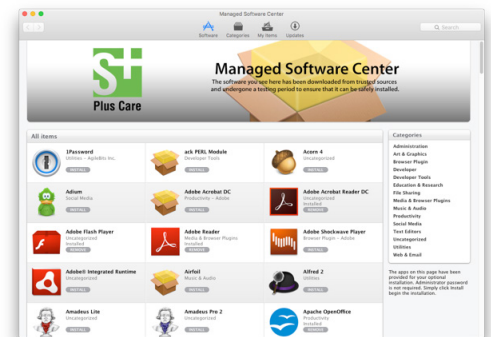 Managed Software Center
Software
Categories
My Items
Updates
Search
S+
Plus Care
Managed Software Center
The software you see here has been downloaded from trusted sources
and undergone a testing period to ensure that it can be safely installed.
All items
1Password
Utilities – AgileBits Inc.
INSTALL
ack PERL Module
Developer Tools
INSTALL
Acorn 4
Uncategorized
INSTALL
Adium
Social Media
INSTALL
Adobe Acrobat DC
Productivity – Adobe
INSTALL
Adobe Acrobat Reader DC
Uncategorized
Installed
REMOVE
Adobe Flash Player
Uncategorized
Installed
REMOVE
Adobe Reader
Media & Browser Plugins
Installed
REMOVE
Adobe Shockwave Player
Browser Plugin – Adobe
INSTALL
Adobe® Integrated Runtime
Uncategorized
INSTALL
Airfoil
Music & Audio
INSTALL
Alfred 2
Utilities
INSTALL
Amadeus Lite
Uncategorized
INSTALL
Amadeus Pro 2
Uncategorized
INSTALL
Apache OpenOffice
Productivity
Installed
REMOVE
Categories
Administration
Art & Graphics
Browser Plugin
Developer
Developer Tools
Education & Research
File Sharing
Media & Browser Plugins
Music & Audio
Productivity
Social Media
Text Editors
Uncategorized
Utilities
Web & Email
The apps on this page have been
provided for your optional
installation. Administrator password
is not required. Simply click Install
begin the installation.